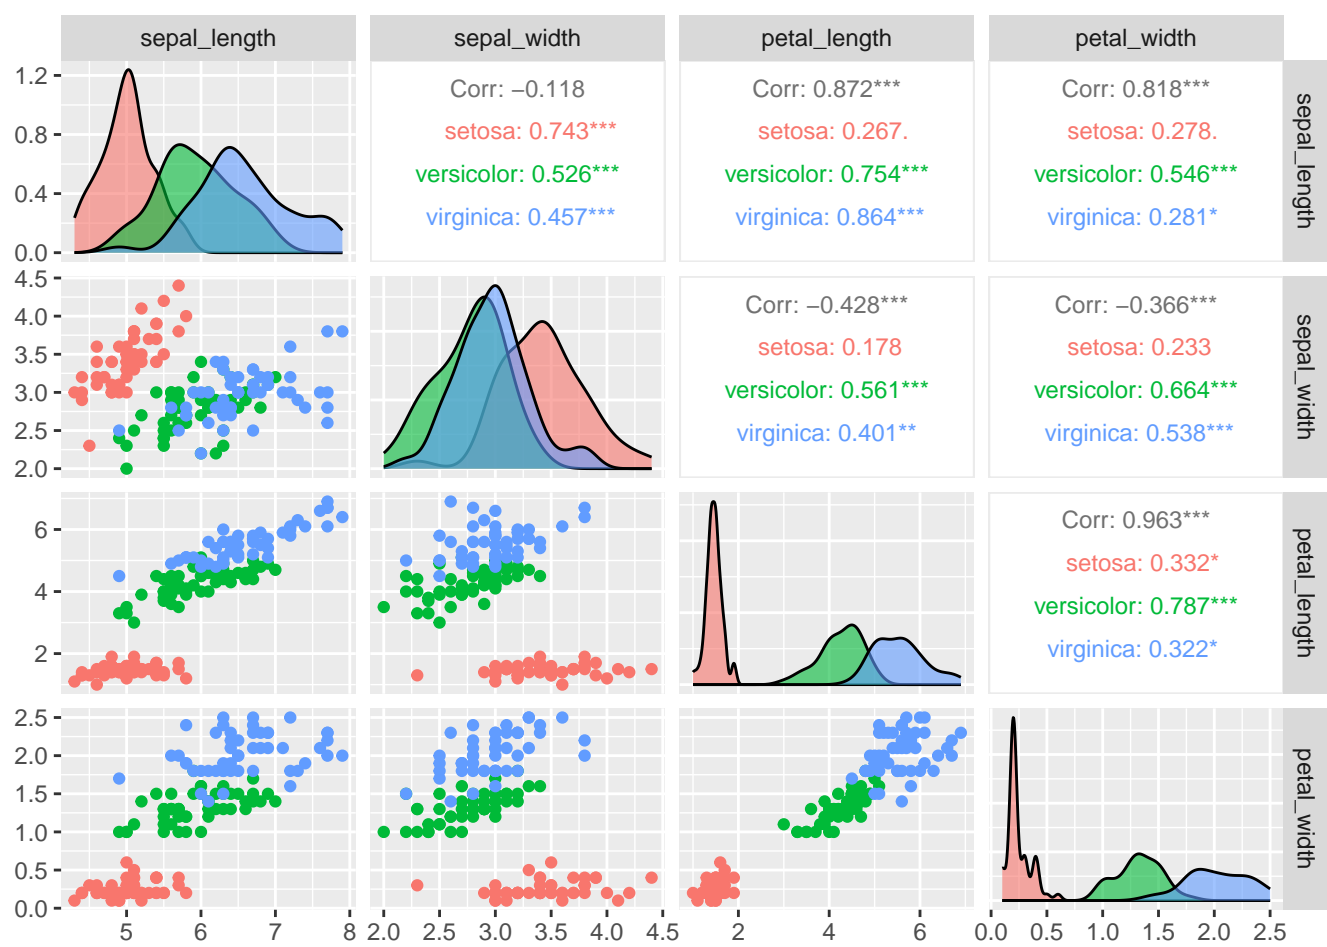 sepal_length sepal_width petal_length petal_width
1.2
0.8
0.4
0.0
Corr: −0.118
setosa: 0.743***
versicolor: 0.526***
virginica: 0.457***
Corr: 0.872***
setosa: 0.267.
versicolor: 0.754***
virginica: 0.864***
Corr: 0.818***
setosa: 0.278.
versicolor: 0.546***
virginica: 0.281*
sepal_length
4.5
4.0
3.5
3.0
2.5
2.0
Corr: −0.428***
setosa: 0.178
versicolor: 0.561***
virginica: 0.401**
Corr: −0.366***
setosa: 0.233
versicolor: 0.664***
virginica: 0.538***
sepal_width
6
4
2
Corr: 0.963***
setosa: 0.332*
versicolor: 0.787***
virginica: 0.322*
petal_length
2.5
2.0
1.5
1.0
0.5
0.0
petal_width
5 6 7 8 2.0 2.5 3.0 3.5 4.0 4.5 2 4 6 0.0 0.5 1.0 1.5 2.0 2.5